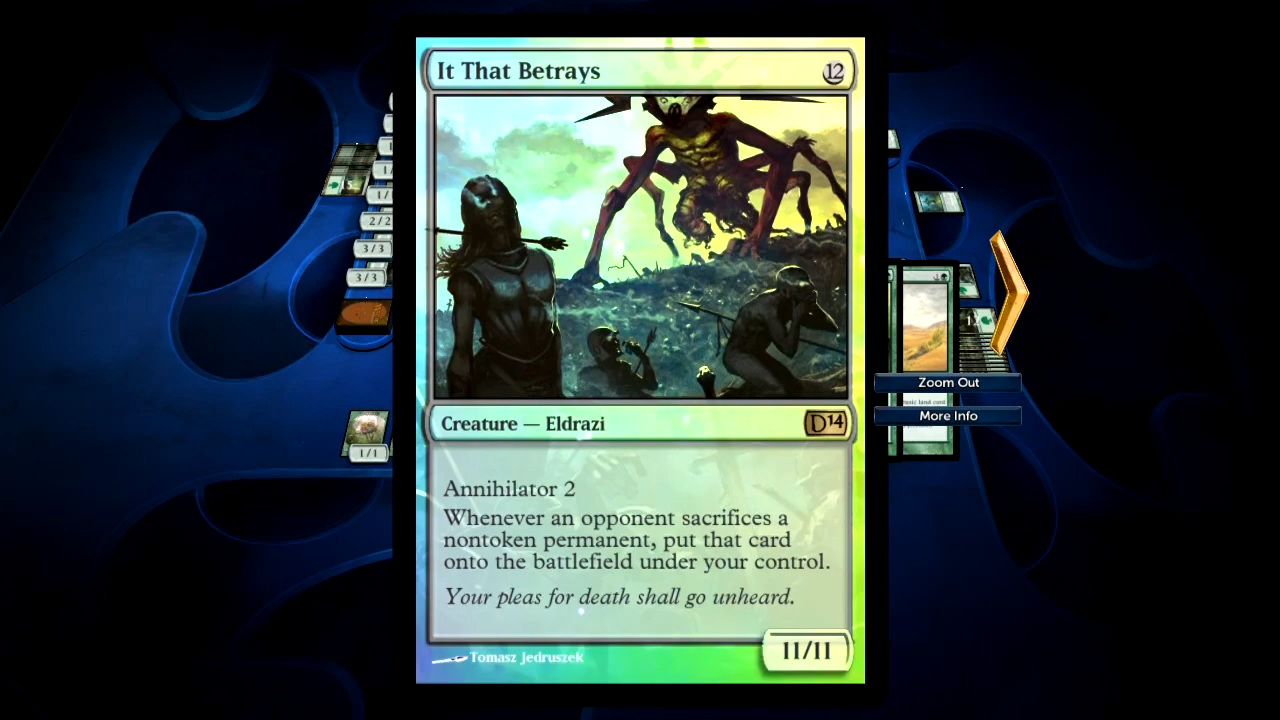 It That Betrays
12
Creature — Eldrazi
D14
Annihilator 2
Whenever an opponent sacrifices a
nontoken permanent, put that card
onto the battlefield under your control.
Your pleas for death shall go unheard.
11/11
Tomasz Jedruszek
2/2
3/3
3/3
1/1
Zoom Out
More Info